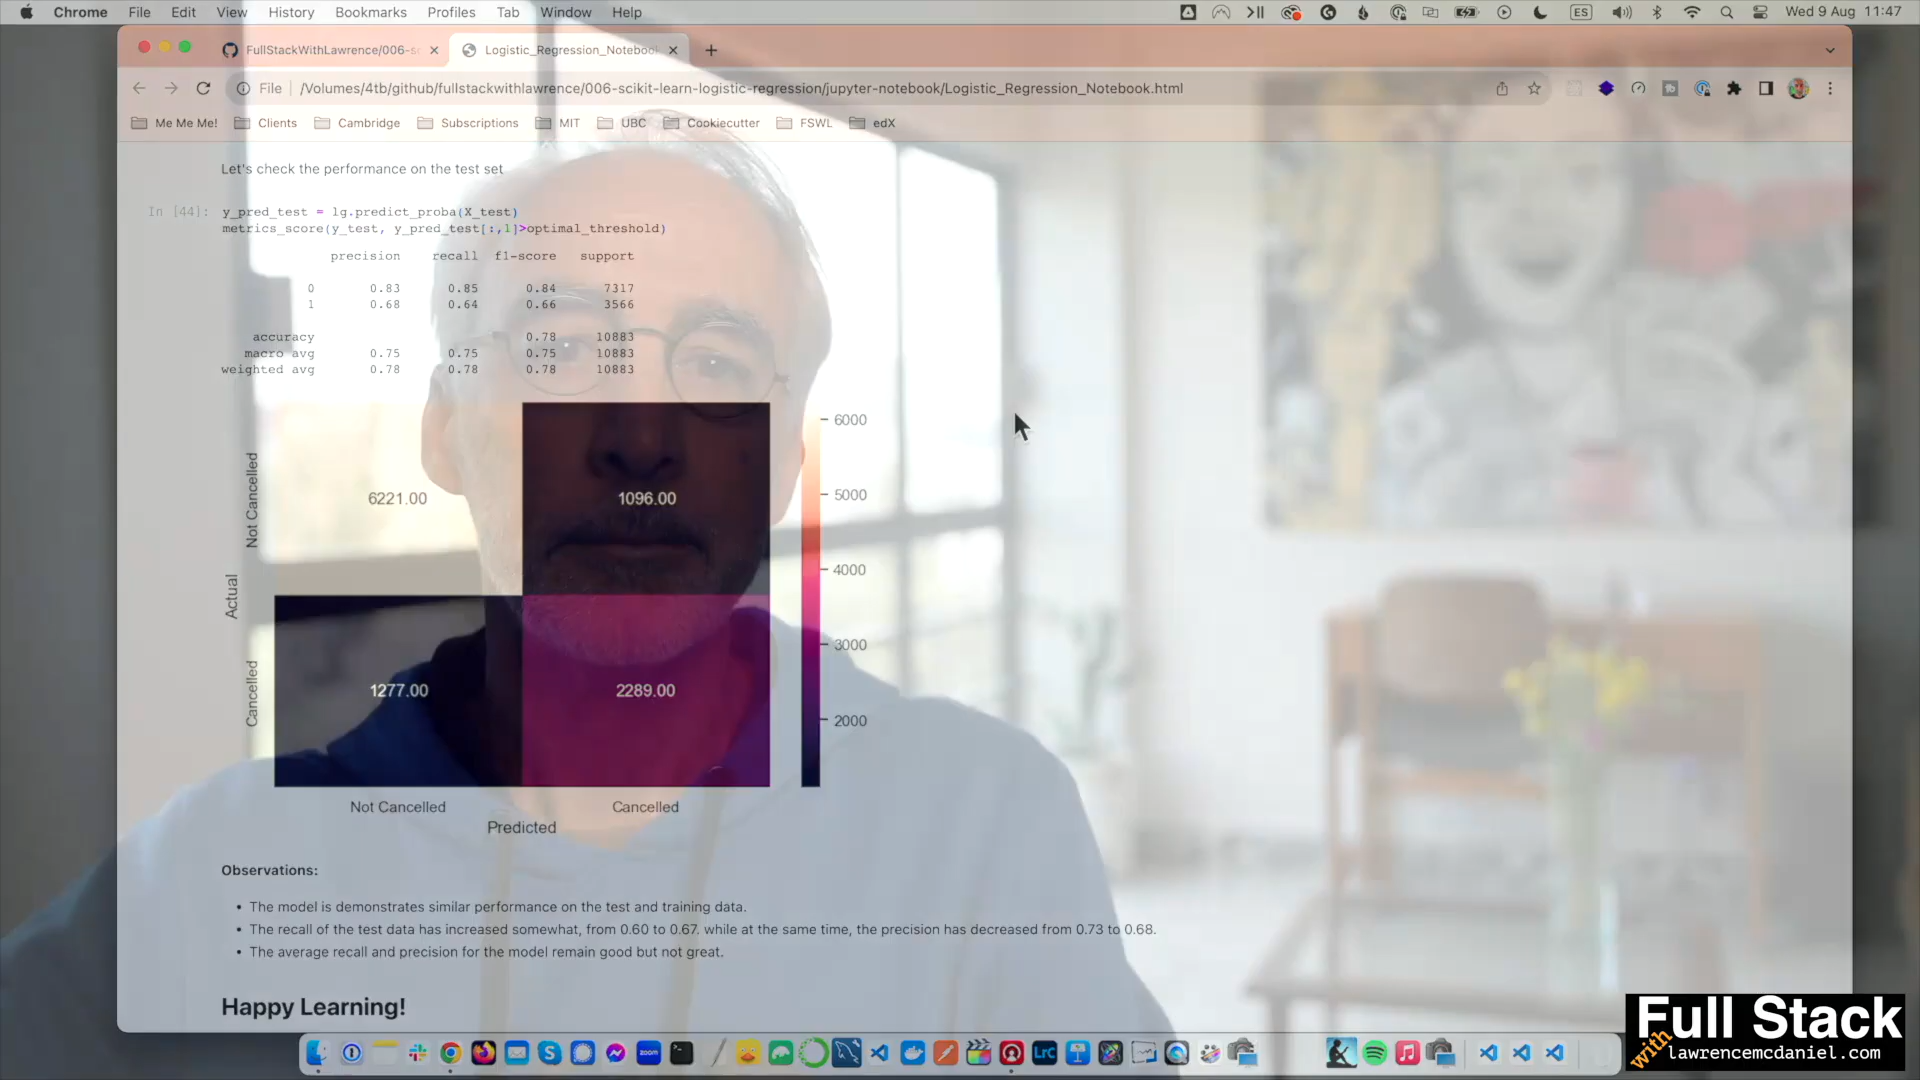 Chrome File Edit View History Bookmarks Profiles Tab Window Help ES Wed 9 Aug 11:47
FullStackWithLawrence/006-s Logistic_Regression_Notebool
File /Volumes/4tb/github/fullstackwithlawrence/006-scikit-learn-logistic-regression/jupyter-notebook/Logistic_Regression_Notebook.html
Me Me Me! Clients Cambridge Subscriptions MIT UBC Cookiecutter FSWL edX
Let's check the performance on the test set
In [44]: y_pred_test = lg.predict_proba(X_test)
metrics_score(y_test, y_pred_test[:,1]>optimal_threshold)
precision recall f1-score support
0 0.83 0.85 0.84 7317
1 0.68 0.64 0.66 3566
accuracy 0.78 10883
macro avg 0.75 0.75 0.75 10883
weighted avg 0.78 0.78 0.78 10883
6000
5000
4000
3000
2000
Actual
Not Cancelled
6221.00 1096.00
Cancelled
1277.00 2289.00
Not Cancelled Cancelled
Predicted
Observations:
• The model is demonstrates similar performance on the test and training data.
• The recall of the test data has increased somewhat, from 0.60 to 0.67. while at the same time, the precision has decreased from 0.73 to 0.68.
• The average recall and precision for the model remain good but not great.
Happy Learning!
zoom LrC
Full Stack
with lawrencemcdaniel.com